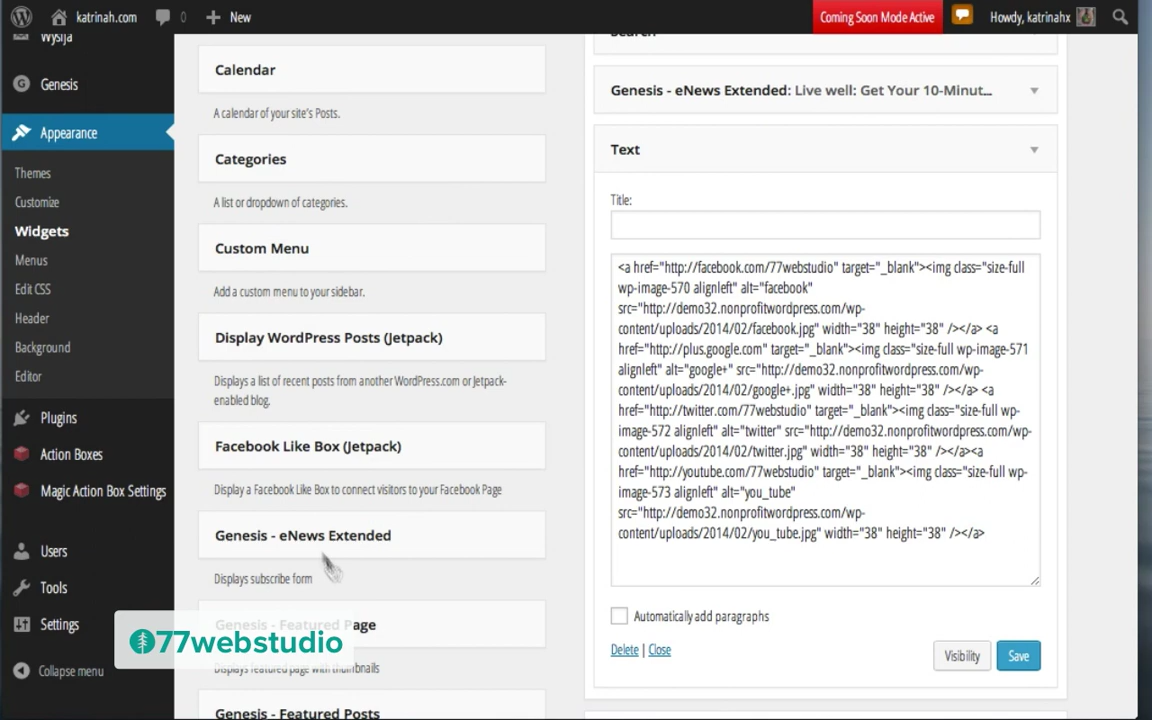 katrinah.com
0
New
Coming Soon Mode Active
Howdy, katrinahx
Wysija
Genesis
Appearance
Themes
Customize
Widgets
Menus
Edit CSS
Header
Background
Editor
Plugins
Action Boxes
Magic Action Box Settings
Users
Tools
Settings
Collapse menu
Calendar
A calendar of your site's Posts.
Categories
A list or dropdown of categories.
Custom Menu
Add a custom menu to your sidebar.
Display WordPress Posts (Jetpack)
Displays a list of recent posts from another WordPress.com or Jetpack-
enabled blog.
Facebook Like Box (Jetpack)
Display a Facebook Like Box to connect visitors to your Facebook Page
Genesis - eNews Extended
Displays subscribe form
Genesis - Featured Page
Displays featured page with thumbnails
Genesis - Featured Posts
77webstudio
Search
Genesis - eNews Extended: Live well: Get Your 10-Minut...
Text
Title:
<a href="http://facebook.com/77webstudio" target="_blank"><img class="size-full
wp-image-570 alignleft" alt="facebook"
src="http://demo32.nonprofitwordpress.com/wp-
content/uploads/2014/02/facebook.jpg" width="38" height="38" /></a> <a
href="http://plus.google.com" target="_blank"><img class="size-full wp-image-571
alignleft" alt="google+" src="http://demo32.nonprofitwordpress.com/wp-
content/uploads/2014/02/google+.jpg" width="38" height="38" /></a> <a
href="http://twitter.com/77webstudio" target="_blank"><img class="size-full wp-
image-572 alignleft" alt="twitter" src="http://demo32.nonprofitwordpress.com/wp-
content/uploads/2014/02/twitter.jpg" width="38" height="38" /></a><a
href="http://youtube.com/77webstudio" target="_blank"><img class="size-full wp-
image-573 alignleft" alt="you_tube"
src="http://demo32.nonprofitwordpress.com/wp-
content/uploads/2014/02/you_tube.jpg" width="38" height="38" /></a>
Automatically add paragraphs
Delete | Close
Visibility
Save